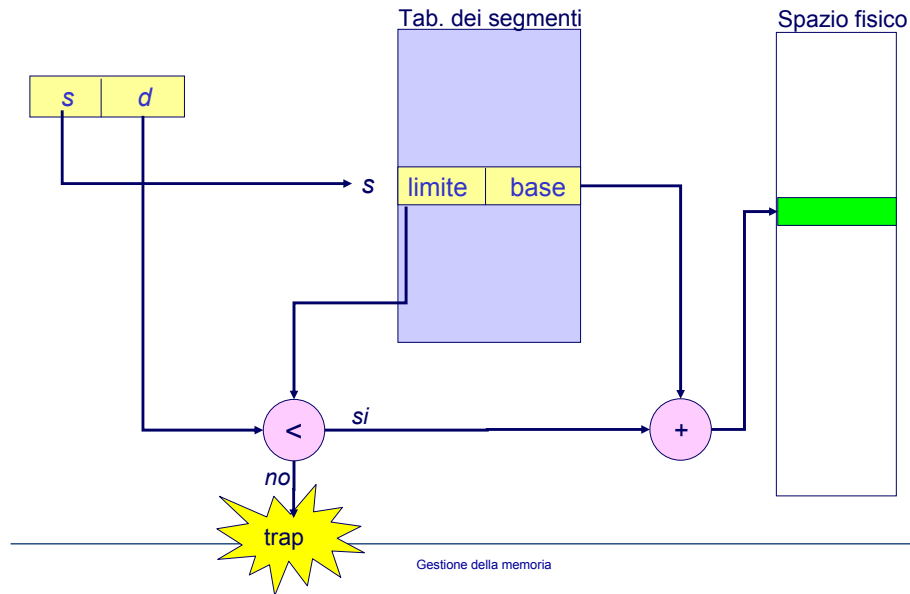 Tab. dei segmenti
Spazio fisico
s d
s
limite base
<
si
+
no
trap
Gestione della memoria